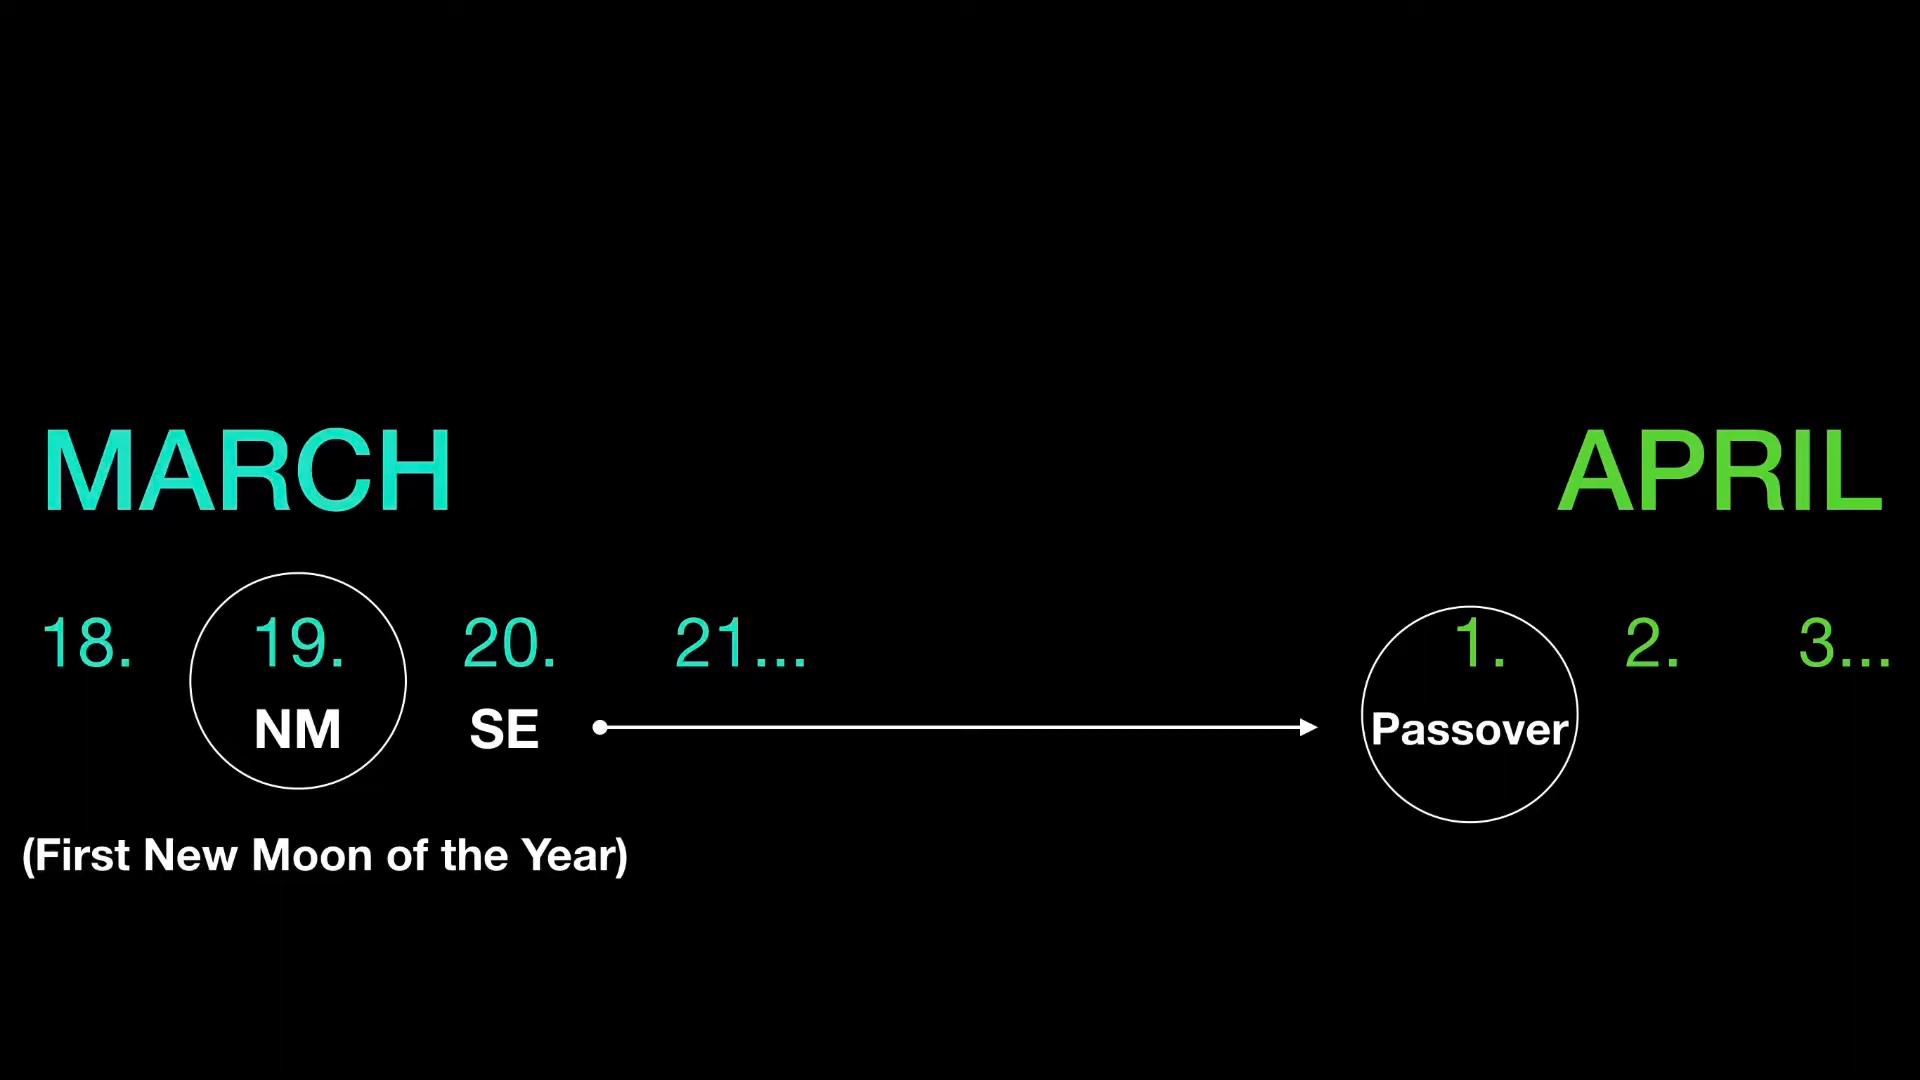 MARCH
APRIL
18. 19. 20. 21... 1. 2. 3...
NM SE Passover
(First New Moon of the Year)